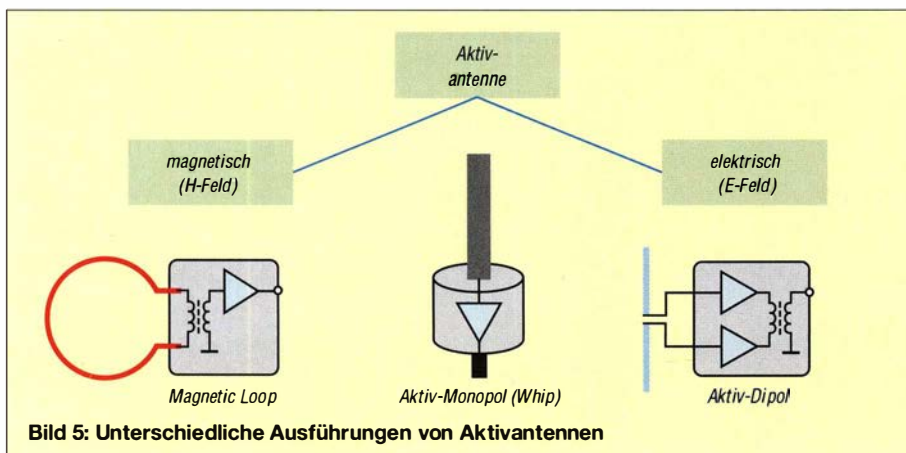 Aktiv-
antenne
magnetisch
(H-Feld)
elektrisch
(E-Feld)
Magnetic Loop
Aktiv-Monopol (Whip)
Aktiv-Dipol
Bild 5: Unterschiedliche Ausführungen von Aktivantennen